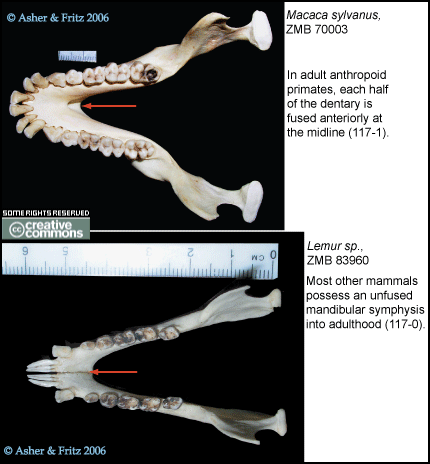 © Asher & Fritz 2006
Macaca sylvanus,
ZMB 70003
In adult anthropoid
primates, each half
of the dentary is
fused anteriorly at
the midline (117-1).
SOME RIGHTS RESERVED
cc creative
commons
Lemur sp.,
ZMB 83960
6 5 2 1 0
CM
Most other mammals
possess an unfused
mandibular symphysis
into adulthood (117-0).
© Asher & Fritz 2006